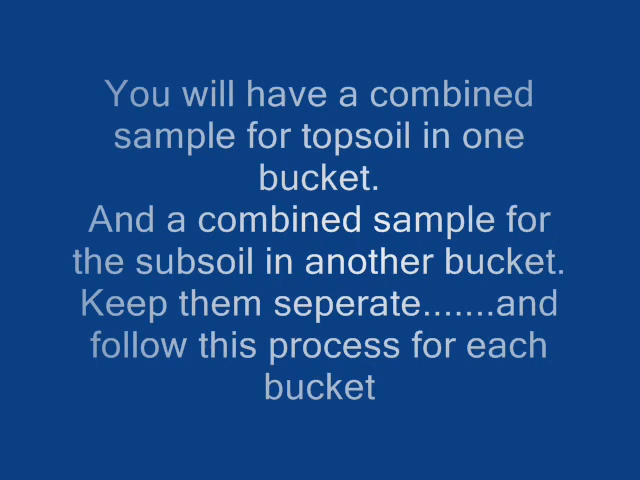 You will have a combined
sample for topsoil in one
bucket.
And a combined sample for
the subsoil in another bucket.
Keep them seperate.......and
follow this process for each
bucket